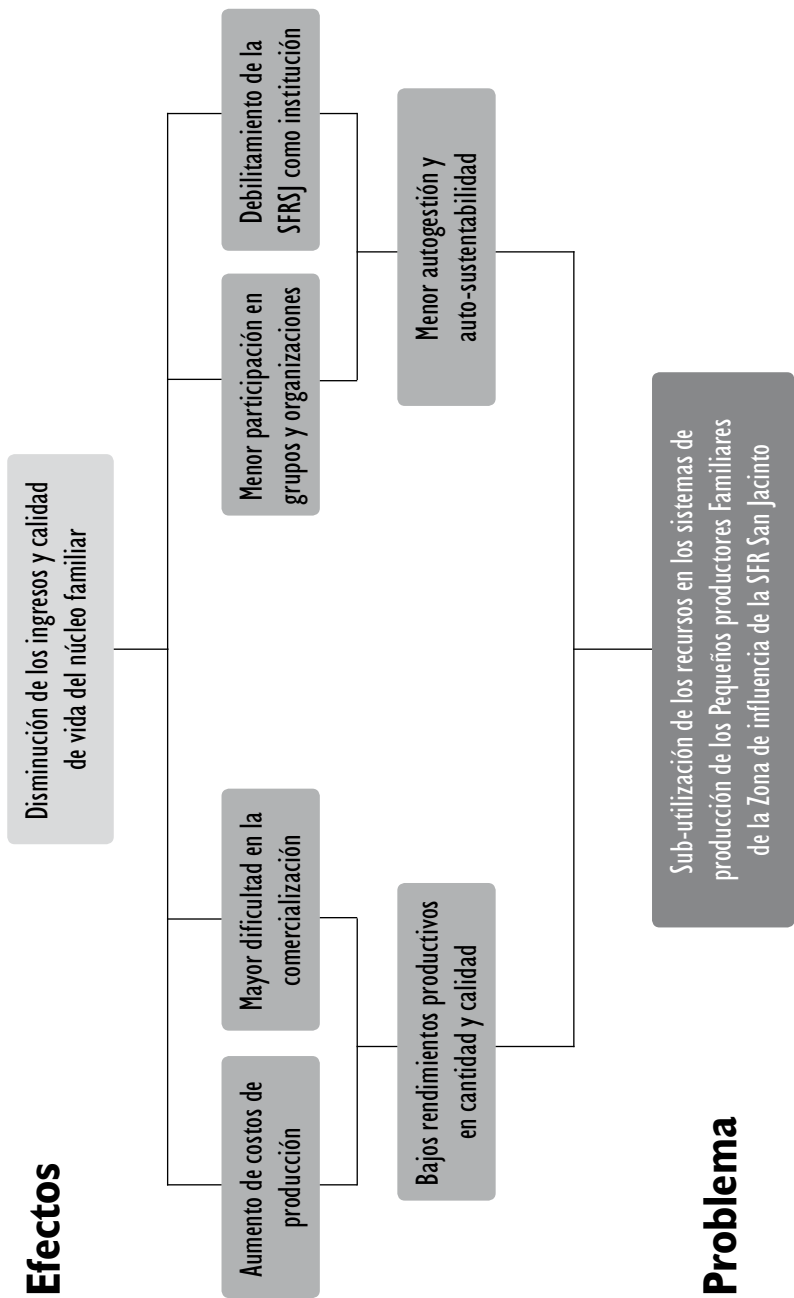 Efectos
Disminución de los ingresos y calidad
de vida del núcleo familiar
Aumento de costos de
producción
Mayor dificultad en la
comercialización
Menor participación en
grupos y organizaciones
Debilitamiento de la
SFRSJ como institución
Bajos rendimientos productivos
en cantidad y calidad
Menor autogestión y
auto-sustentabilidad
Problema
Sub-utilización de los recursos en los sistemas de
producción de los Pequeños productores Familiares
de la Zona de influencia de la SFR San Jacinto